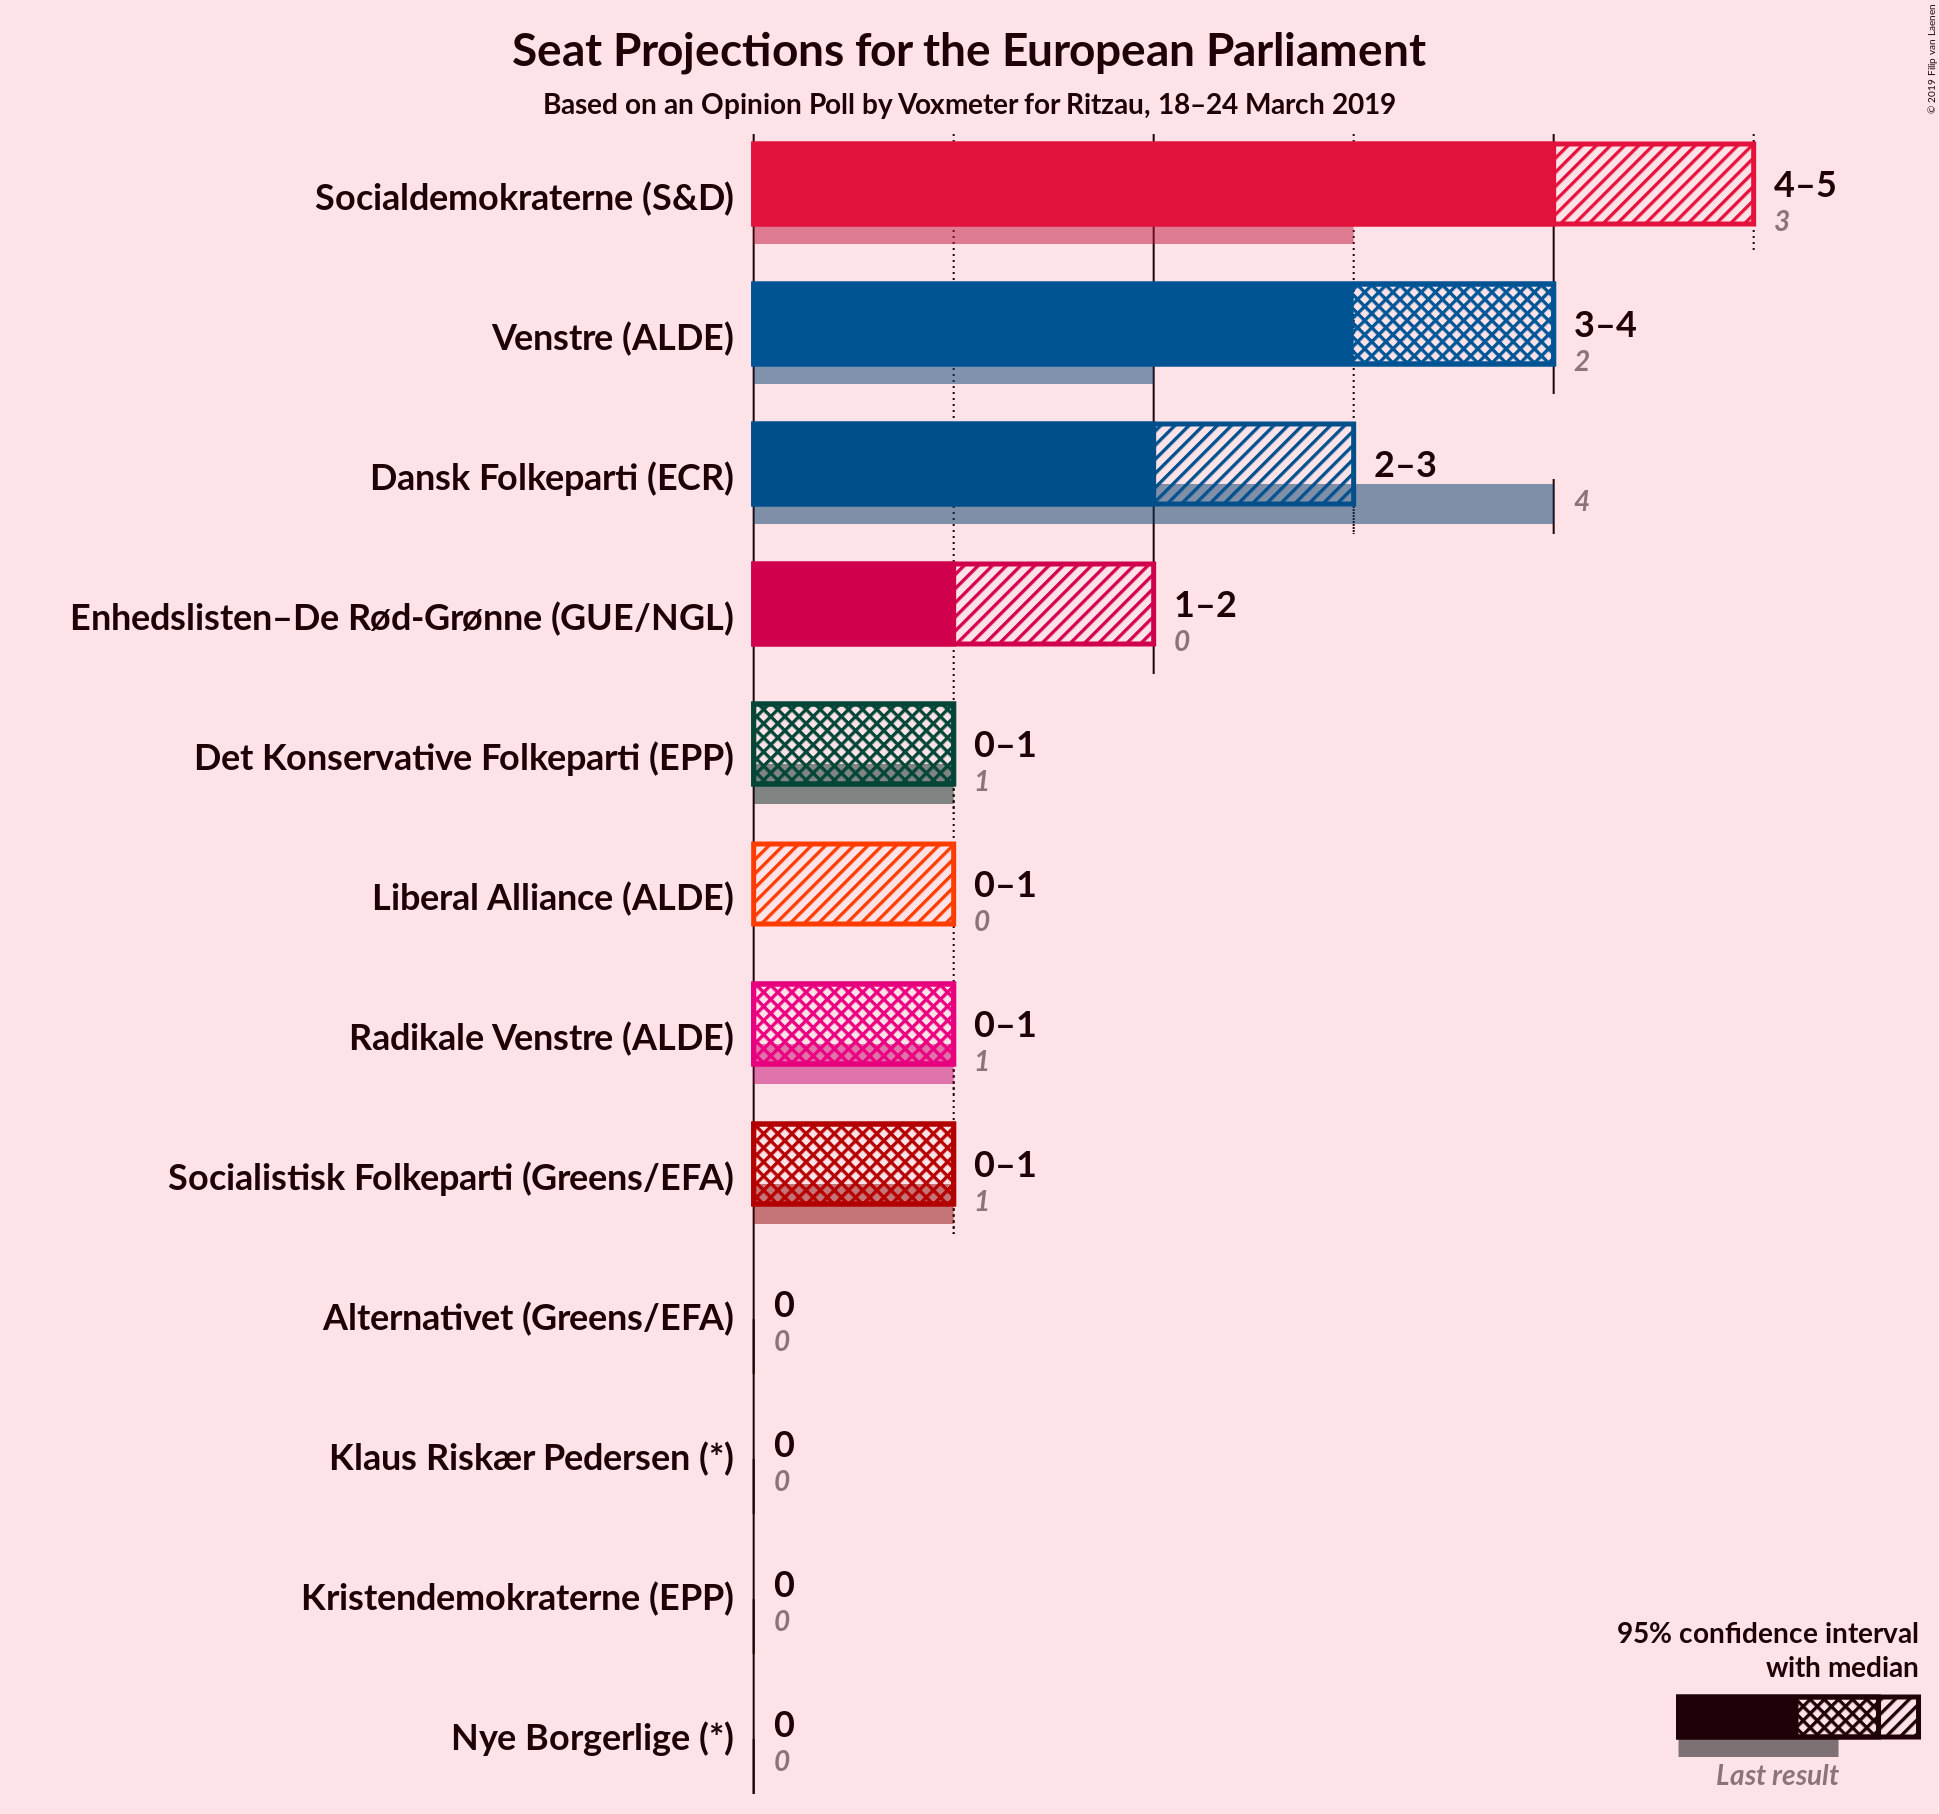 Seat Projections for the European Parliament
Based on an Opinion Poll by Voxmeter for Ritzau, 18–24 March 2019
© 2019 Filip van Laenen
Socialdemokraterne (S&D)
4–5
3
Venstre (ALDE)
3–4
2
Dansk Folkeparti (ECR)
2–3
4
Enhedslisten–De Rød-Grønne (GUE/NGL)
1–2
0
Det Konservative Folkeparti (EPP)
0–1
1
Liberal Alliance (ALDE)
0–1
0
Radikale Venstre (ALDE)
0–1
1
Socialistisk Folkeparti (Greens/EFA)
0–1
1
Alternativet (Greens/EFA)
0
0
Klaus Riskær Pedersen (*)
0
0
Kristendemokraterne (EPP)
0
0
Nye Borgerlige (*)
0
0
95% confidence interval
with median
Last result